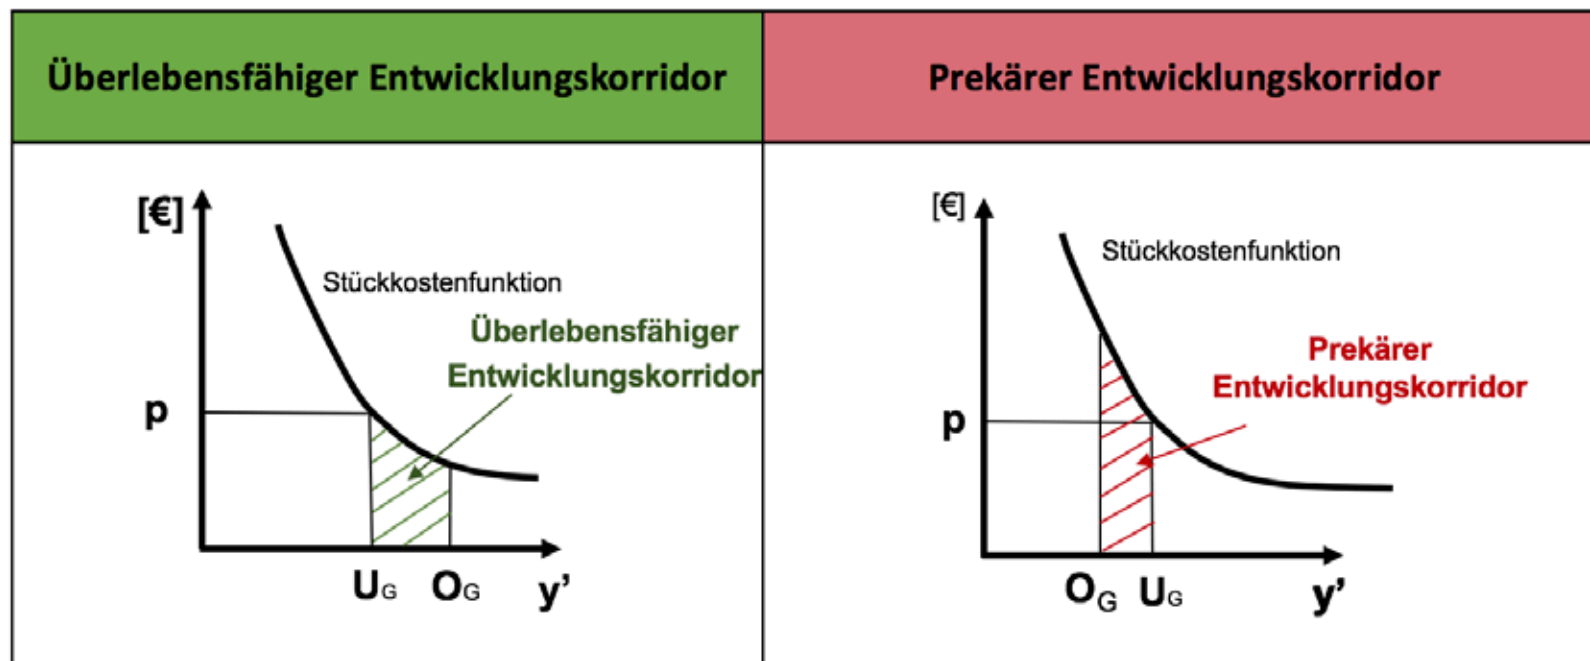 Überlebensfähiger Entwicklungskorridor
Prekärer Entwicklungskorridor
[€]
Stückkostenfunktion
Überlebensfähiger
Entwicklungskorridor
p
UG
OG
y’
[€]
Stückkostenfunktion
Prekärer
Entwicklungskorridor
p
OG
UG
y’